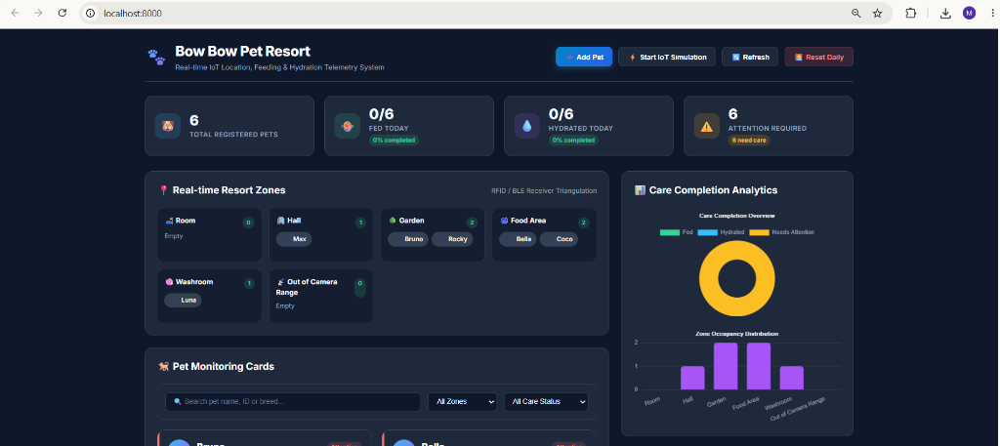 localhost:8000
M
Bow Bow Pet Resort
Real-time IoT Location, Feeding & Hydration Telemetry System
Add Pet
Start IoT Simulation
Refresh
Reset Daily
6
TOTAL REGISTERED PETS
0/6
FED TODAY
0% completed
0/6
HYDRATED TODAY
0% completed
6
ATTENTION REQUIRED
6 need care
Real-time Resort Zones
RFID / BLE Receiver Triangulation
Room
0
Empty
Hall
1
Max
Garden
2
Bruno
Rocky
Food Area
2
Bella
Coco
Washroom
1
Luna
Out of Camera
Range
0
Empty
Care Completion Analytics
Care Completion Overview
Fed
Hydrated
Needs Attention
Zone Occupancy Distribution
2
1
0
Room
Hall
Garden
Food Area
Washroom
Out of Camera Range
Pet Monitoring Cards
Search pet name, ID or breed...
All Zones
All Care Status